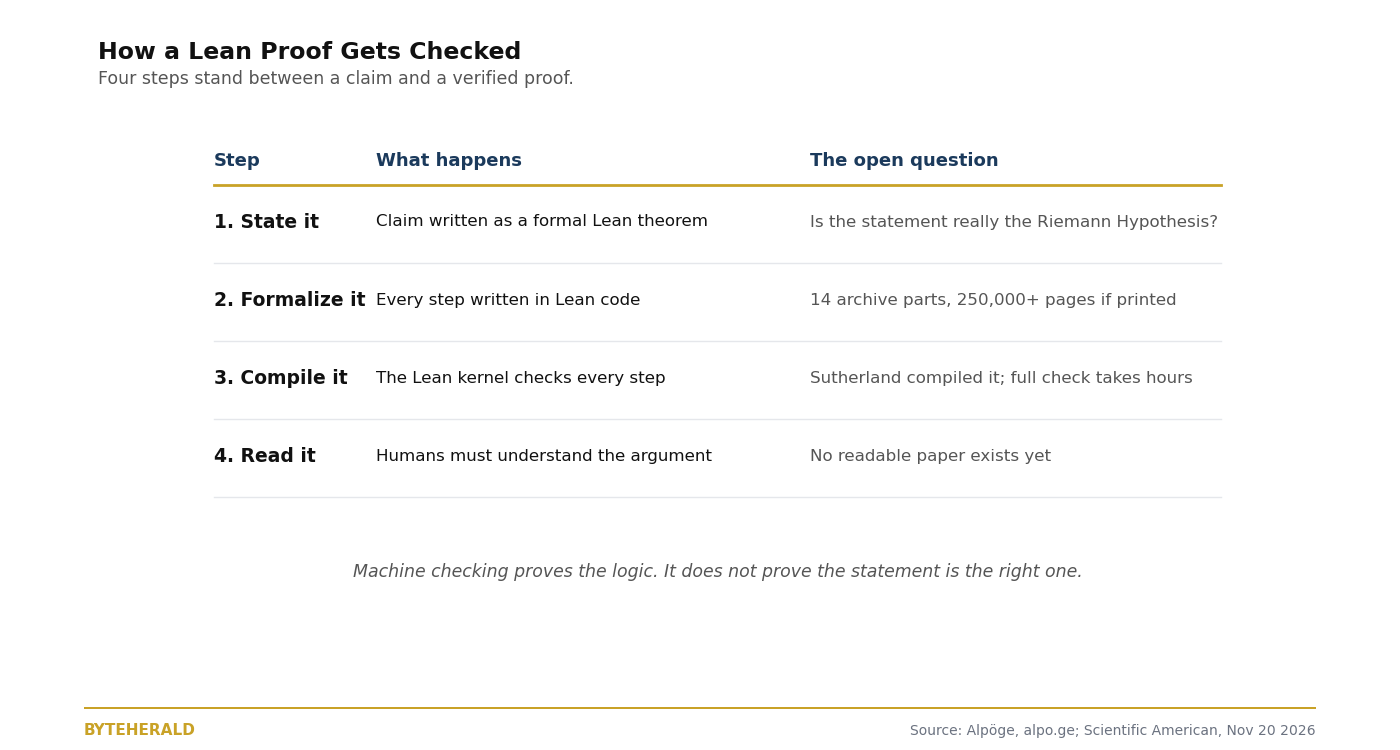 How a Lean Proof Gets Checked
Four steps stand between a claim and a verified proof.
Step What happens The open question
1. State it Claim written as a formal Lean theorem Is the statement really the Riemann Hypothesis?
2. Formalize it Every step written in Lean code 14 archive parts, 250,000+ pages if printed
3. Compile it The Lean kernel checks every step Sutherland compiled it; full check takes hours
4. Read it Humans must understand the argument No readable paper exists yet
Machine checking proves the logic. It does not prove the statement is the right one.
BYTEHERALD Source: Alpöge, alpo.ge; Scientific American, Nov 20 2026